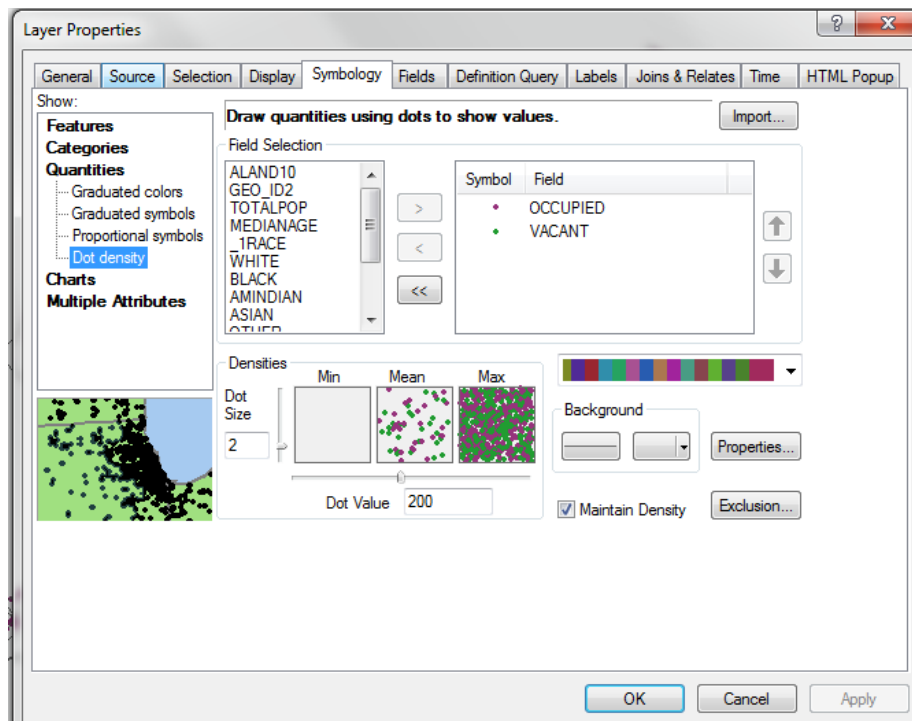 Layer Properties
?
X
General Source Selection Display Symbology Fields Definition Query Labels Joins & Relates Time HTML Popup
Show:
Features
Categories
Quantities
Graduated colors
Graduated symbols
Proportional symbols
Dot density
Charts
Multiple Attributes
Draw quantities using dots to show values.
Import...
Field Selection
ALAND10
GEO_ID2
TOTALPOP
MEDIANAGE
_1RACE
WHITE
BLACK
AMINDIAN
ASIAN
OTHER
>
<
<<
Symbol Field
OCCUPIED
VACANT
Densities
Min Mean Max
Dot
Size
2
Dot Value 200
Background
Properties...
Maintain Density
Exclusion...
OK Cancel Apply